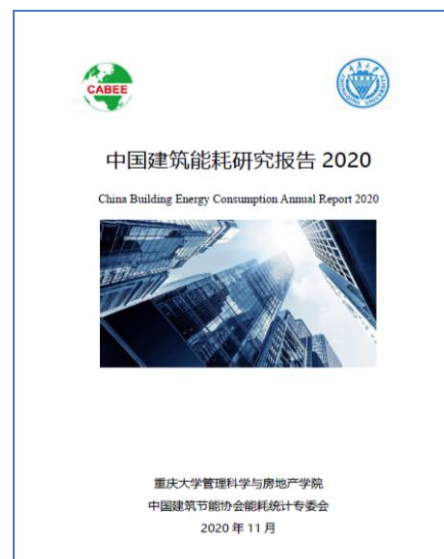 CABEE
中国建筑能耗研究报告 2020
China Building Energy Consumption Annual Report 2020
重庆大学管理科学与房地产学院
中国建筑节能协会能耗统计专委会
2020 年 11 月